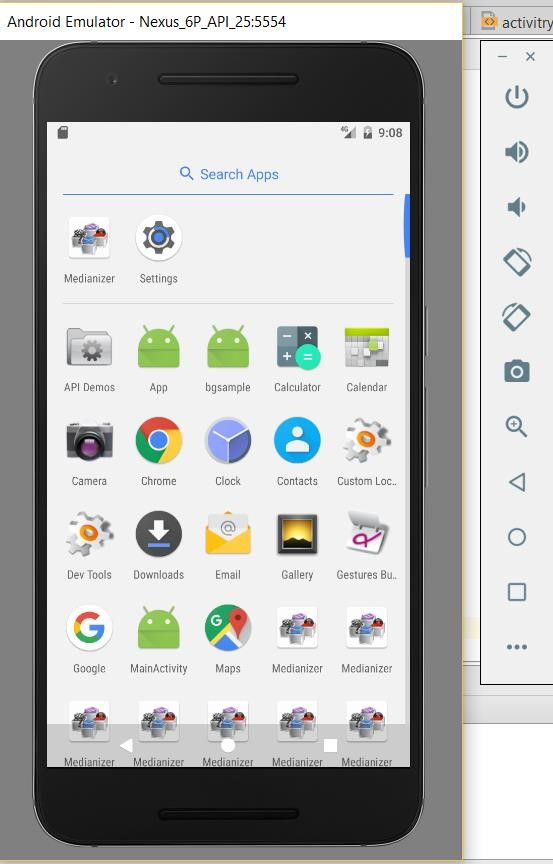 Android Emulator - Nexus_6P_API_25:5554
activitry
4G 9:08
Search Apps
Medianizer Settings
API Demos App bgsample Calculator Calendar
Camera Chrome Clock Contacts Custom Loc..
Dev Tools Downloads Email Gallery Gestures Bu..
Google MainActivity Maps Medianizer Medianizer
Medianizer Medianizer Medianizer Medianizer Medianizer